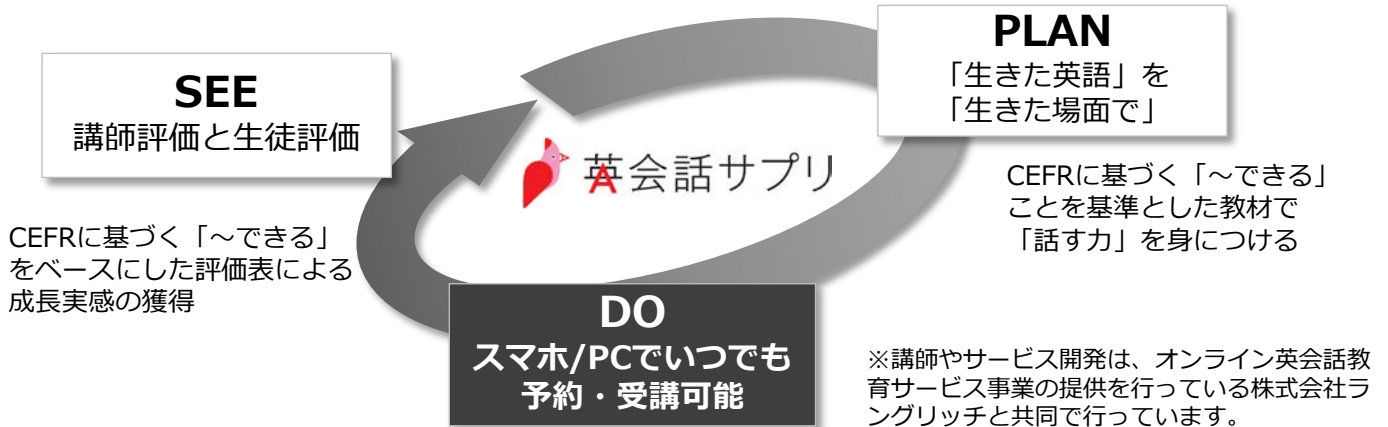 PLAN
「生きた英語」を
「生きた場面で」
SEE
講師評価と生徒評価
英会話サプリ
CEFRに基づく「～できる」
ことを基準とした教材で
「話す力」を身につける
CEFRに基づく「～できる」
をベースにした評価表による
成長実感の獲得
DO
スマホ/PCでいつでも
予約・受講可能
※講師やサービス開発は、オンライン英会話教
育サービス事業の提供を行っている株式会社ラ
ングリッチと共同で行っています。